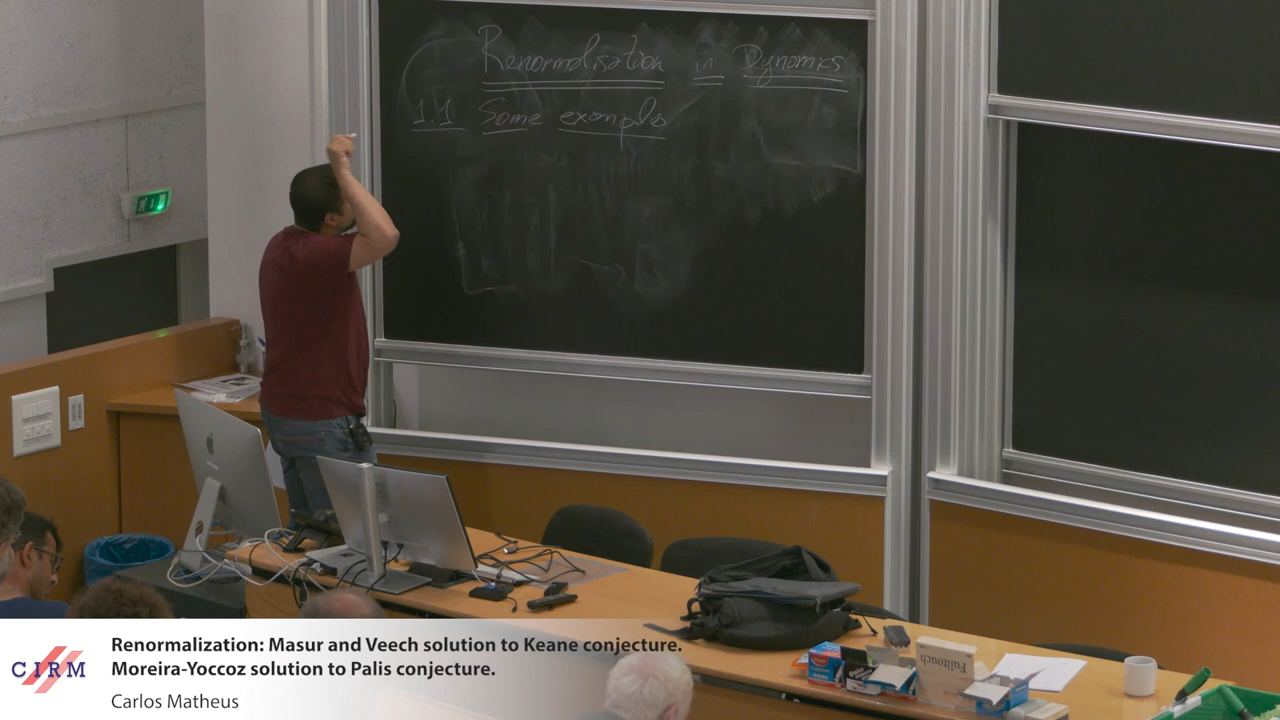 Renormalisation in Dynamics
1.1 Some examples
Fulltouch
Renormalization: Masur and Veech solution to Keane conjecture.
Moreira-Yoccoz solution to Palis conjecture.
CIRM
Carlos Matheus